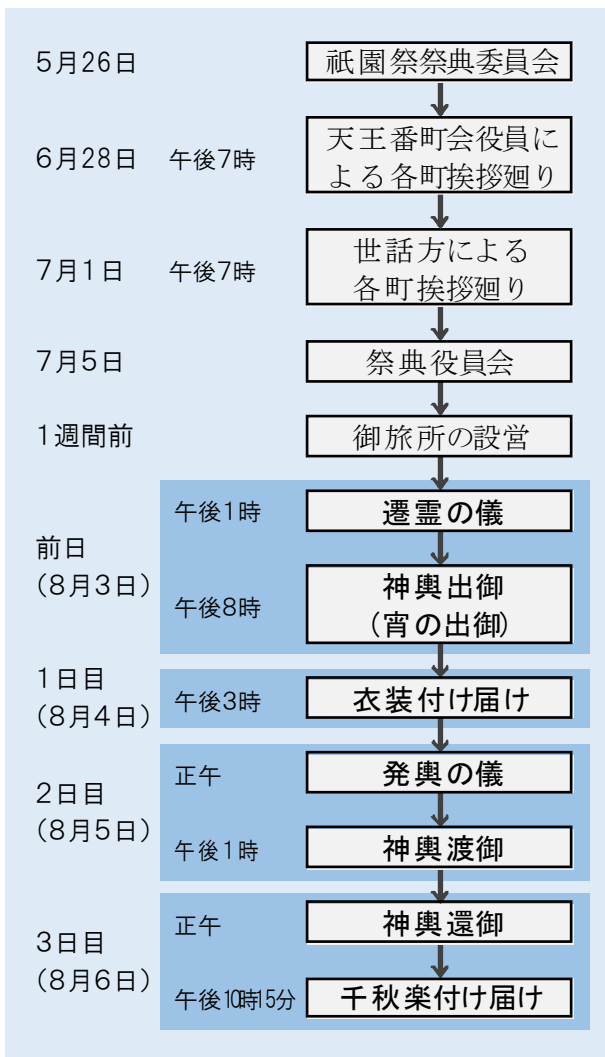 5月26日 祇園祭祭典委員会
6月28日 午後7時 天王番町会役員に
よる各町挨拶廻り
7月1日 午後7時 世話方による
各町挨拶廻り
7月5日 祭典役員会
1週間前 御旅所の設営
前日
(8月3日)
午後1時 遷霊の儀
午後8時 神輿出御
(宵の出御)
1日目
(8月4日)
午後3時 衣装付け届け
2日目
(8月5日)
正午 発輿の儀
午後1時 神輿渡御
3日目
(8月6日)
正午 神輿還御
午後10時15分 千秋楽付け届け